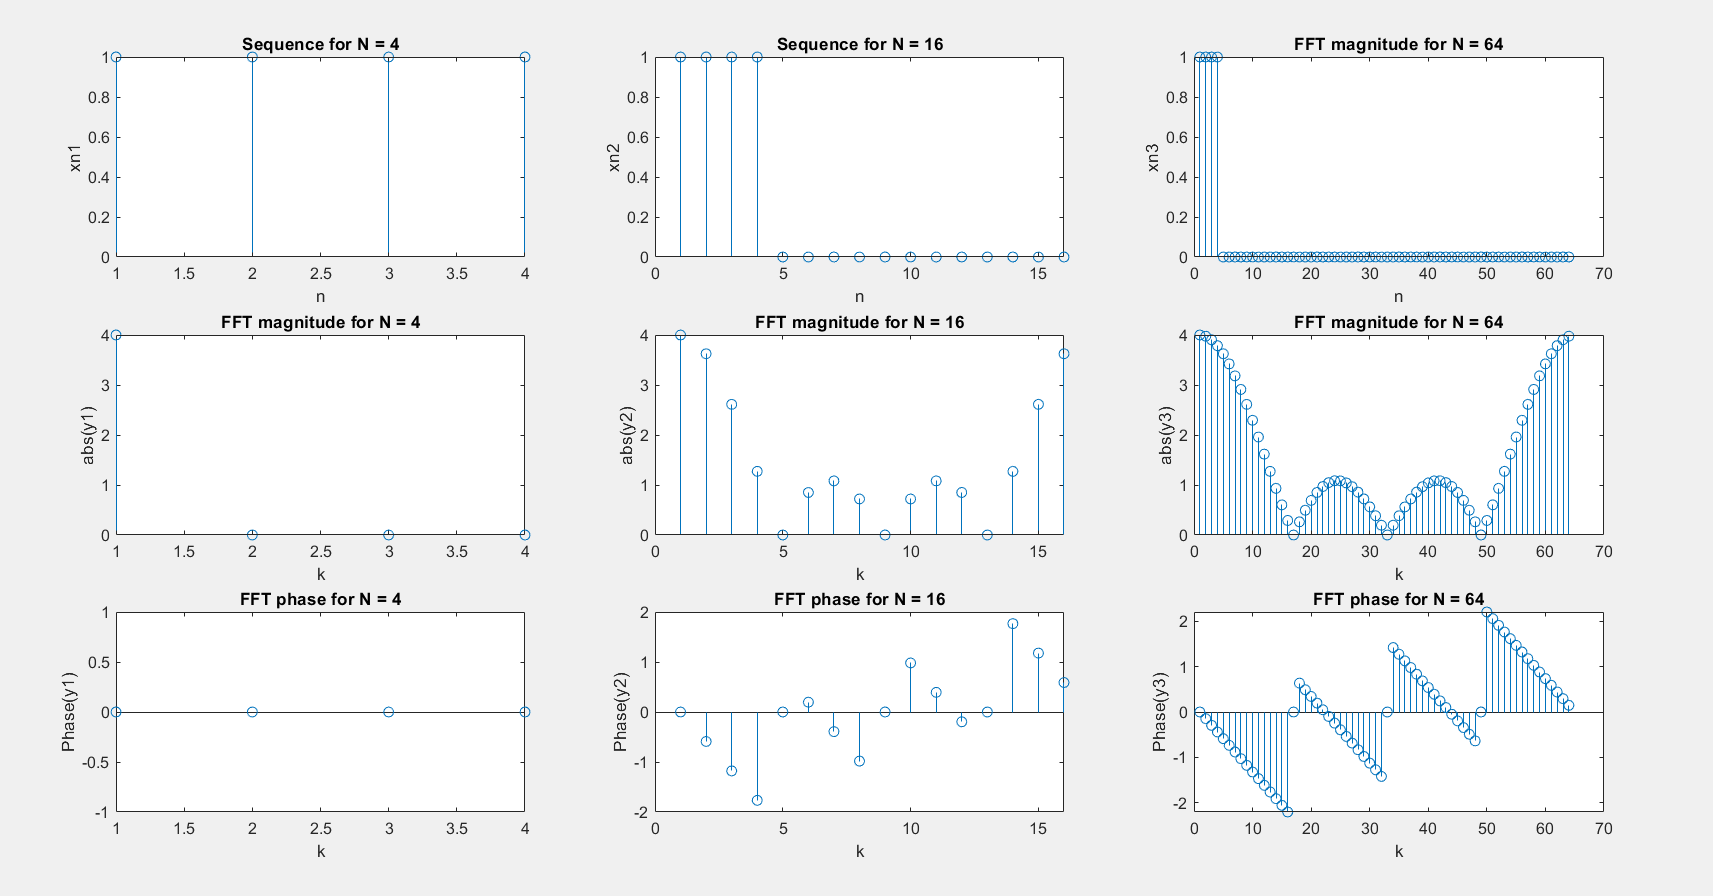 Sequence for N = 4
1
0.8
0.6
0.4
0.2
0
xn1
1 1.5 2 2.5 3 3.5 4
n
Sequence for N = 16
1
0.8
0.6
0.4
0.2
0
xn2
0 5 10 15
n
FFT magnitude for N = 64
1
0.8
0.6
0.4
0.2
0
xn3
0 10 20 30 40 50 60 70
n
FFT magnitude for N = 4
4
3
2
1
0
abs(y1)
1 1.5 2 2.5 3 3.5 4
k
FFT magnitude for N = 16
4
3
2
1
0
abs(y2)
0 5 10 15
k
FFT magnitude for N = 64
4
3
2
1
0
abs(y3)
0 10 20 30 40 50 60 70
k
FFT phase for N = 4
1
0.5
0
-0.5
-1
Phase(y1)
1 1.5 2 2.5 3 3.5 4
k
FFT phase for N = 16
2
1
0
-1
-2
Phase(y2)
0 5 10 15
k
FFT phase for N = 64
2
1
0
-1
-2
Phase(y3)
0 10 20 30 40 50 60 70
k